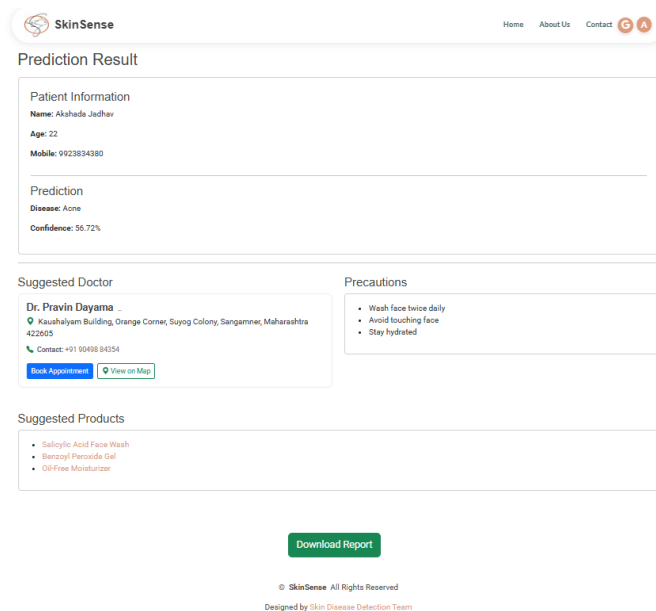 SkinSense
Home About Us Contact G A
Prediction Result
Patient Information
Name: Akshada Jadhav
Age: 22
Mobile: 9923834380
Prediction
Disease: Acne
Confidence: 56.72%
Suggested Doctor
Dr. Pravin Dayama _
Kaushalyam Building, Orange Corner, Suyog Colony, Sangamner, Maharashtra
422605
Contact: +91 90498 84354
Book Appointment View on Map
Precautions
• Wash face twice daily
• Avoid touching face
• Stay hydrated
Suggested Products
• Salicylic Acid Face Wash
• Benzoyl Peroxide Gel
• Oil-Free Moisturizer
Download Report
© SkinSense All Rights Reserved
Designed by Skin Disease Detection Team